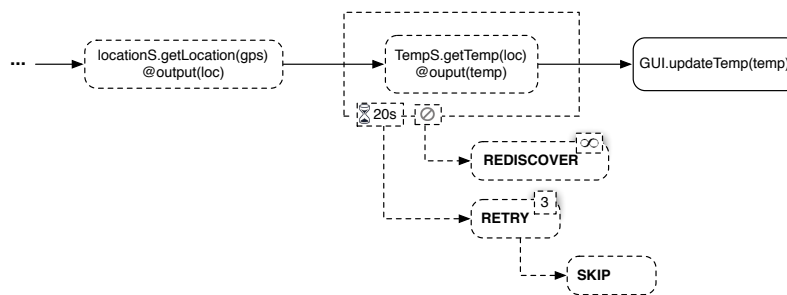 ...
locationS.getLocation(gps)
@output(loc)
TempS.getTemp(loc)
@ouput(temp)
GUI.updateTemp(temp)
20s
REDISCOVER
∞
RETRY
3
SKIP